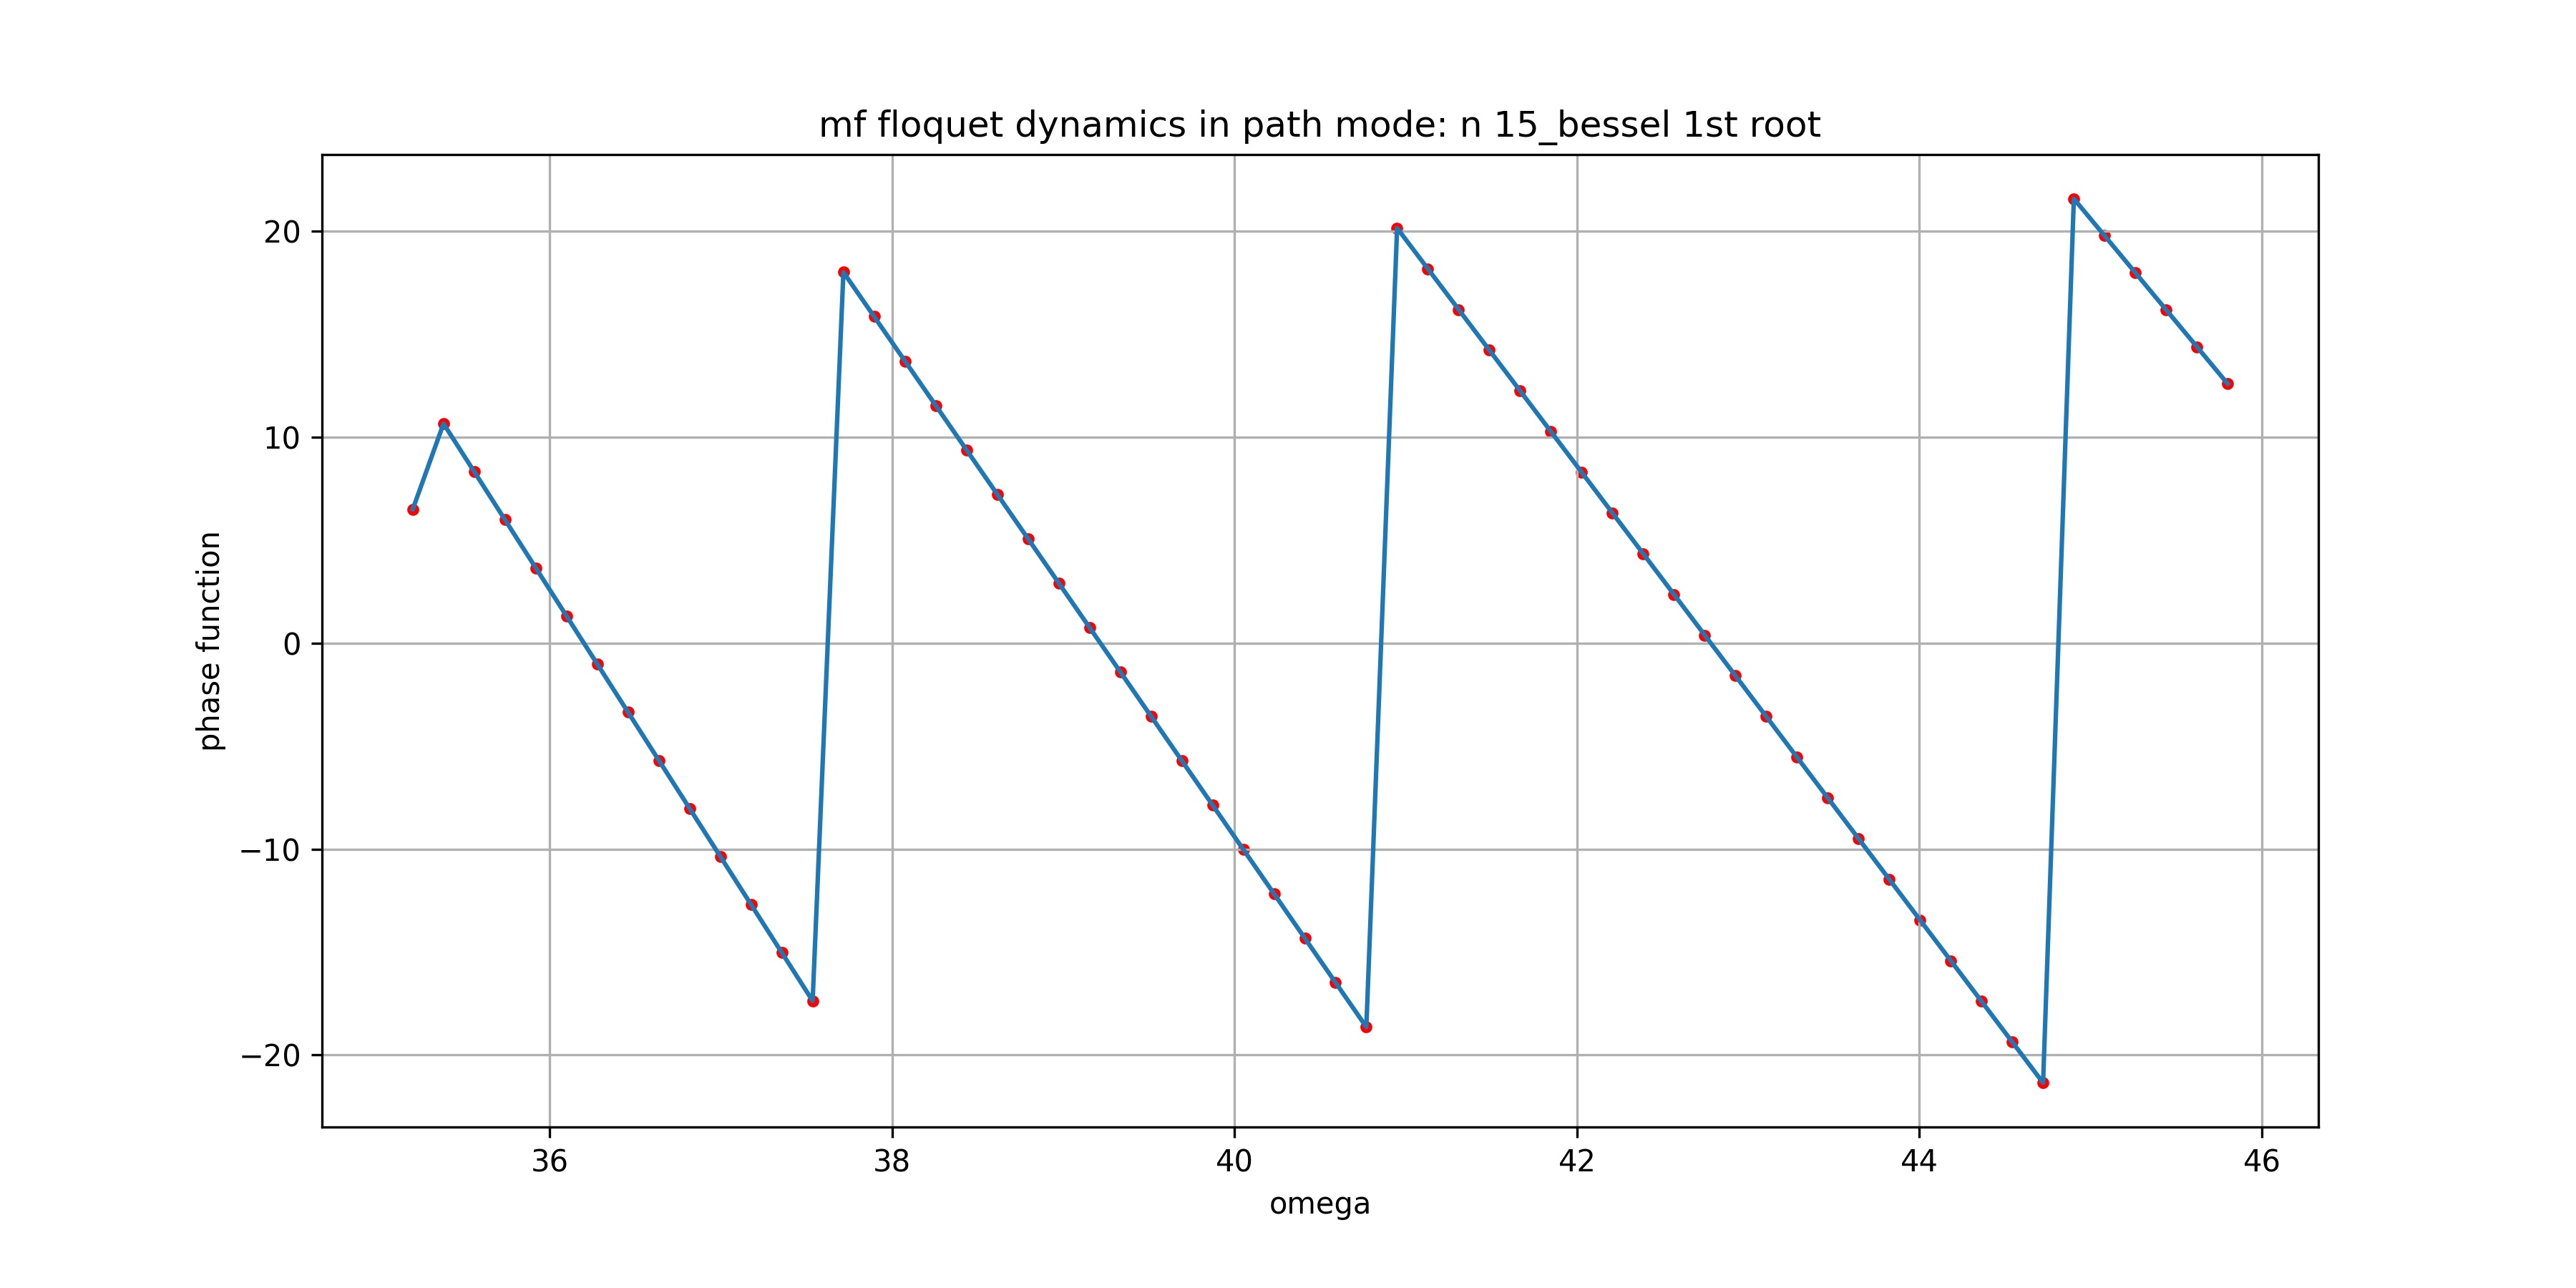 mf floquet dynamics in path mode: n 15_bessel 1st root
20
10
0
−10
−20
phase function
36 38 40 42 44 46
omega